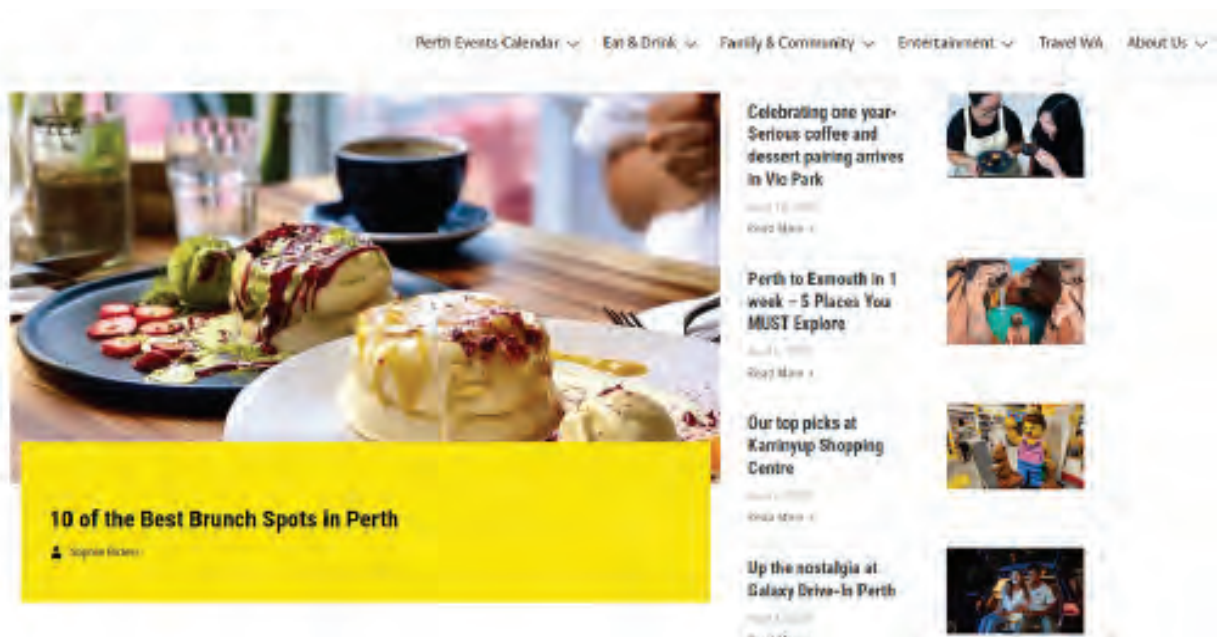 Perth Events Calendar
Eat & Drink
Family & Community
Entertainment
Travel WA
About Us
10 of the Best Brunch Spots in Perth
Celebrating one year-
Serious coffee and
dessert pairing arrives
in Vic Park
Read More
Perth to Exmouth in 1
week – 5 Places You
MUST Explore
Read More
Our top picks at
Karrinyup Shopping
Centre
Read More
Up the nostalgia at
Galaxy Drive-In Perth